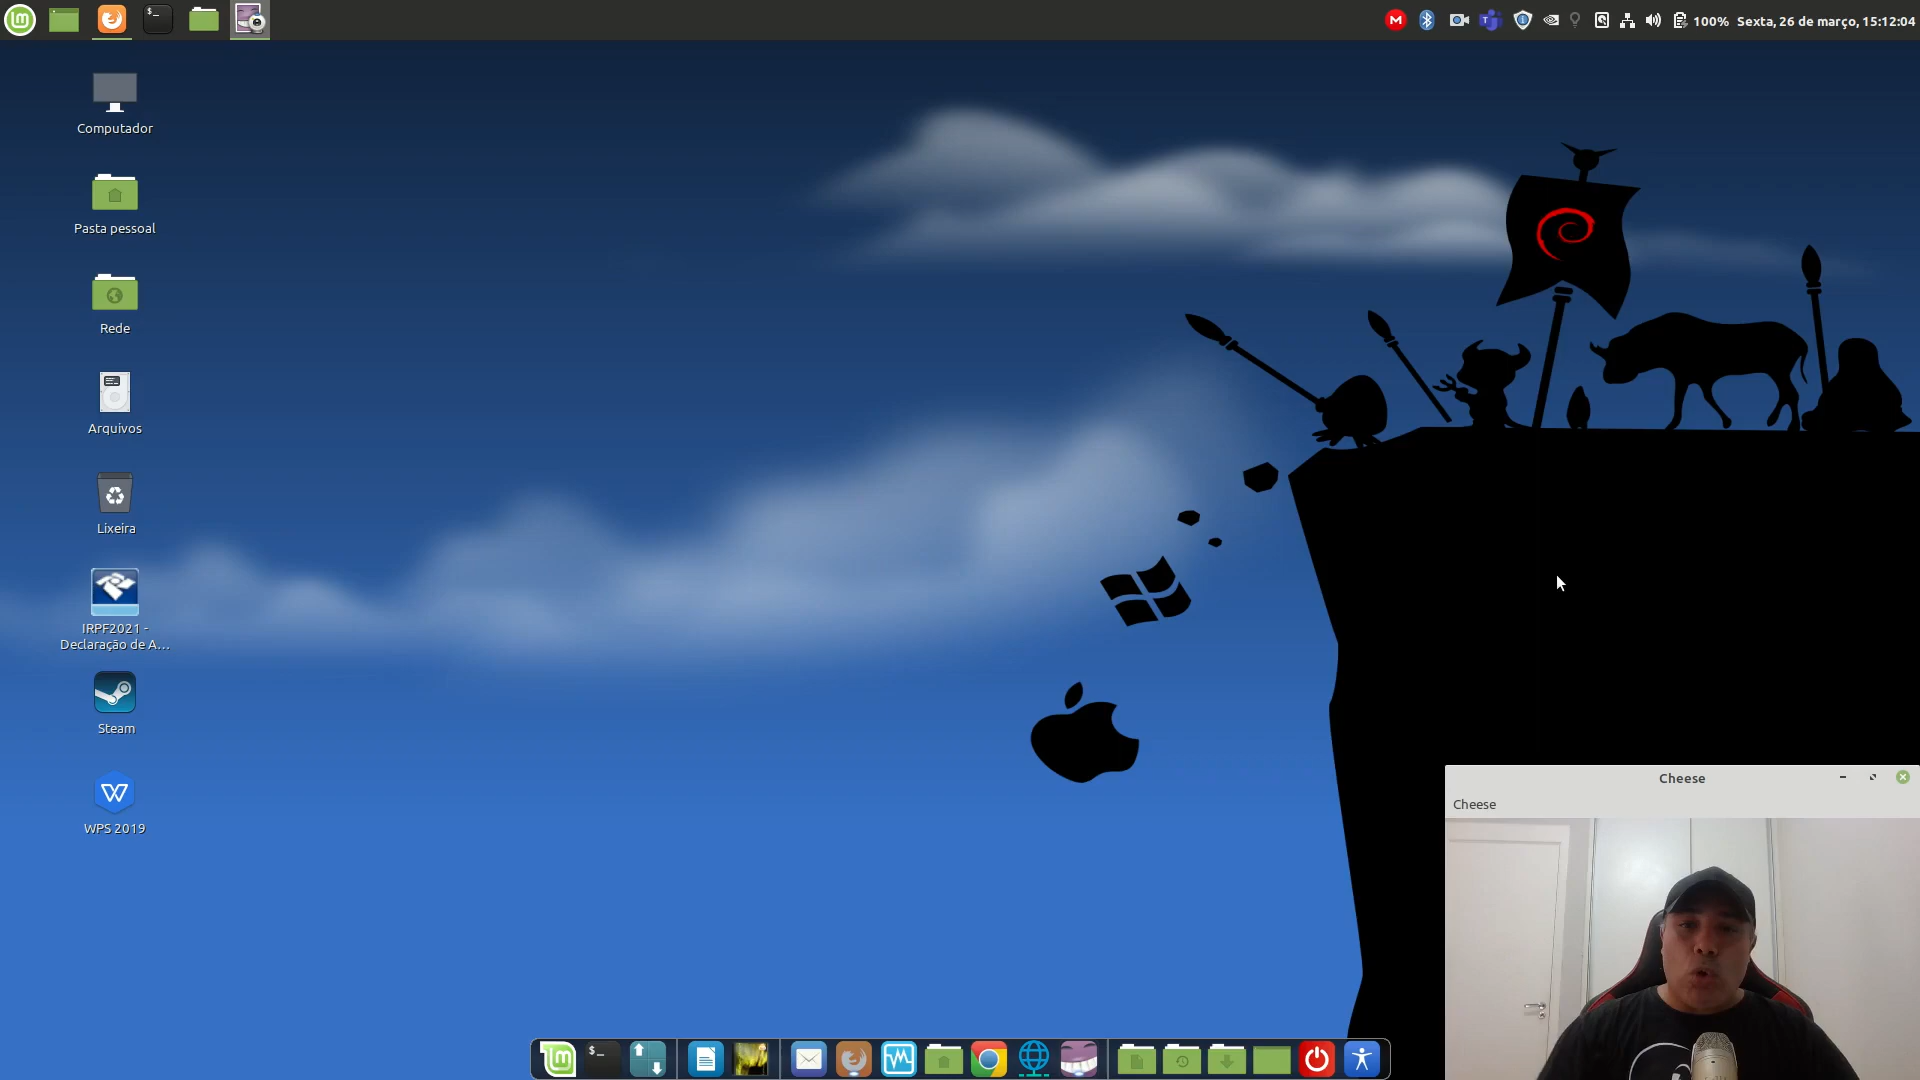 100% Sexta, 26 de março, 15:12:04
Computador
Pasta pessoal
Rede
Arquivos
Lixeira
IRPF2021 -
Declaração de A...
Steam
WPS 2019
Cheese
Cheese